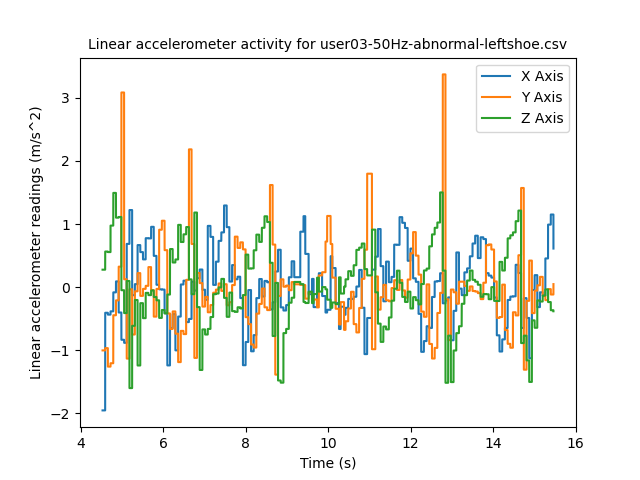 Linear accelerometer activity for user03-50Hz-abnormal-leftshoe.csv
X Axis
Y Axis
Z Axis
Linear accelerometer readings (m/s^2)
3
2
1
0
−1
−2
4
6
8
10
12
14
16
Time (s)